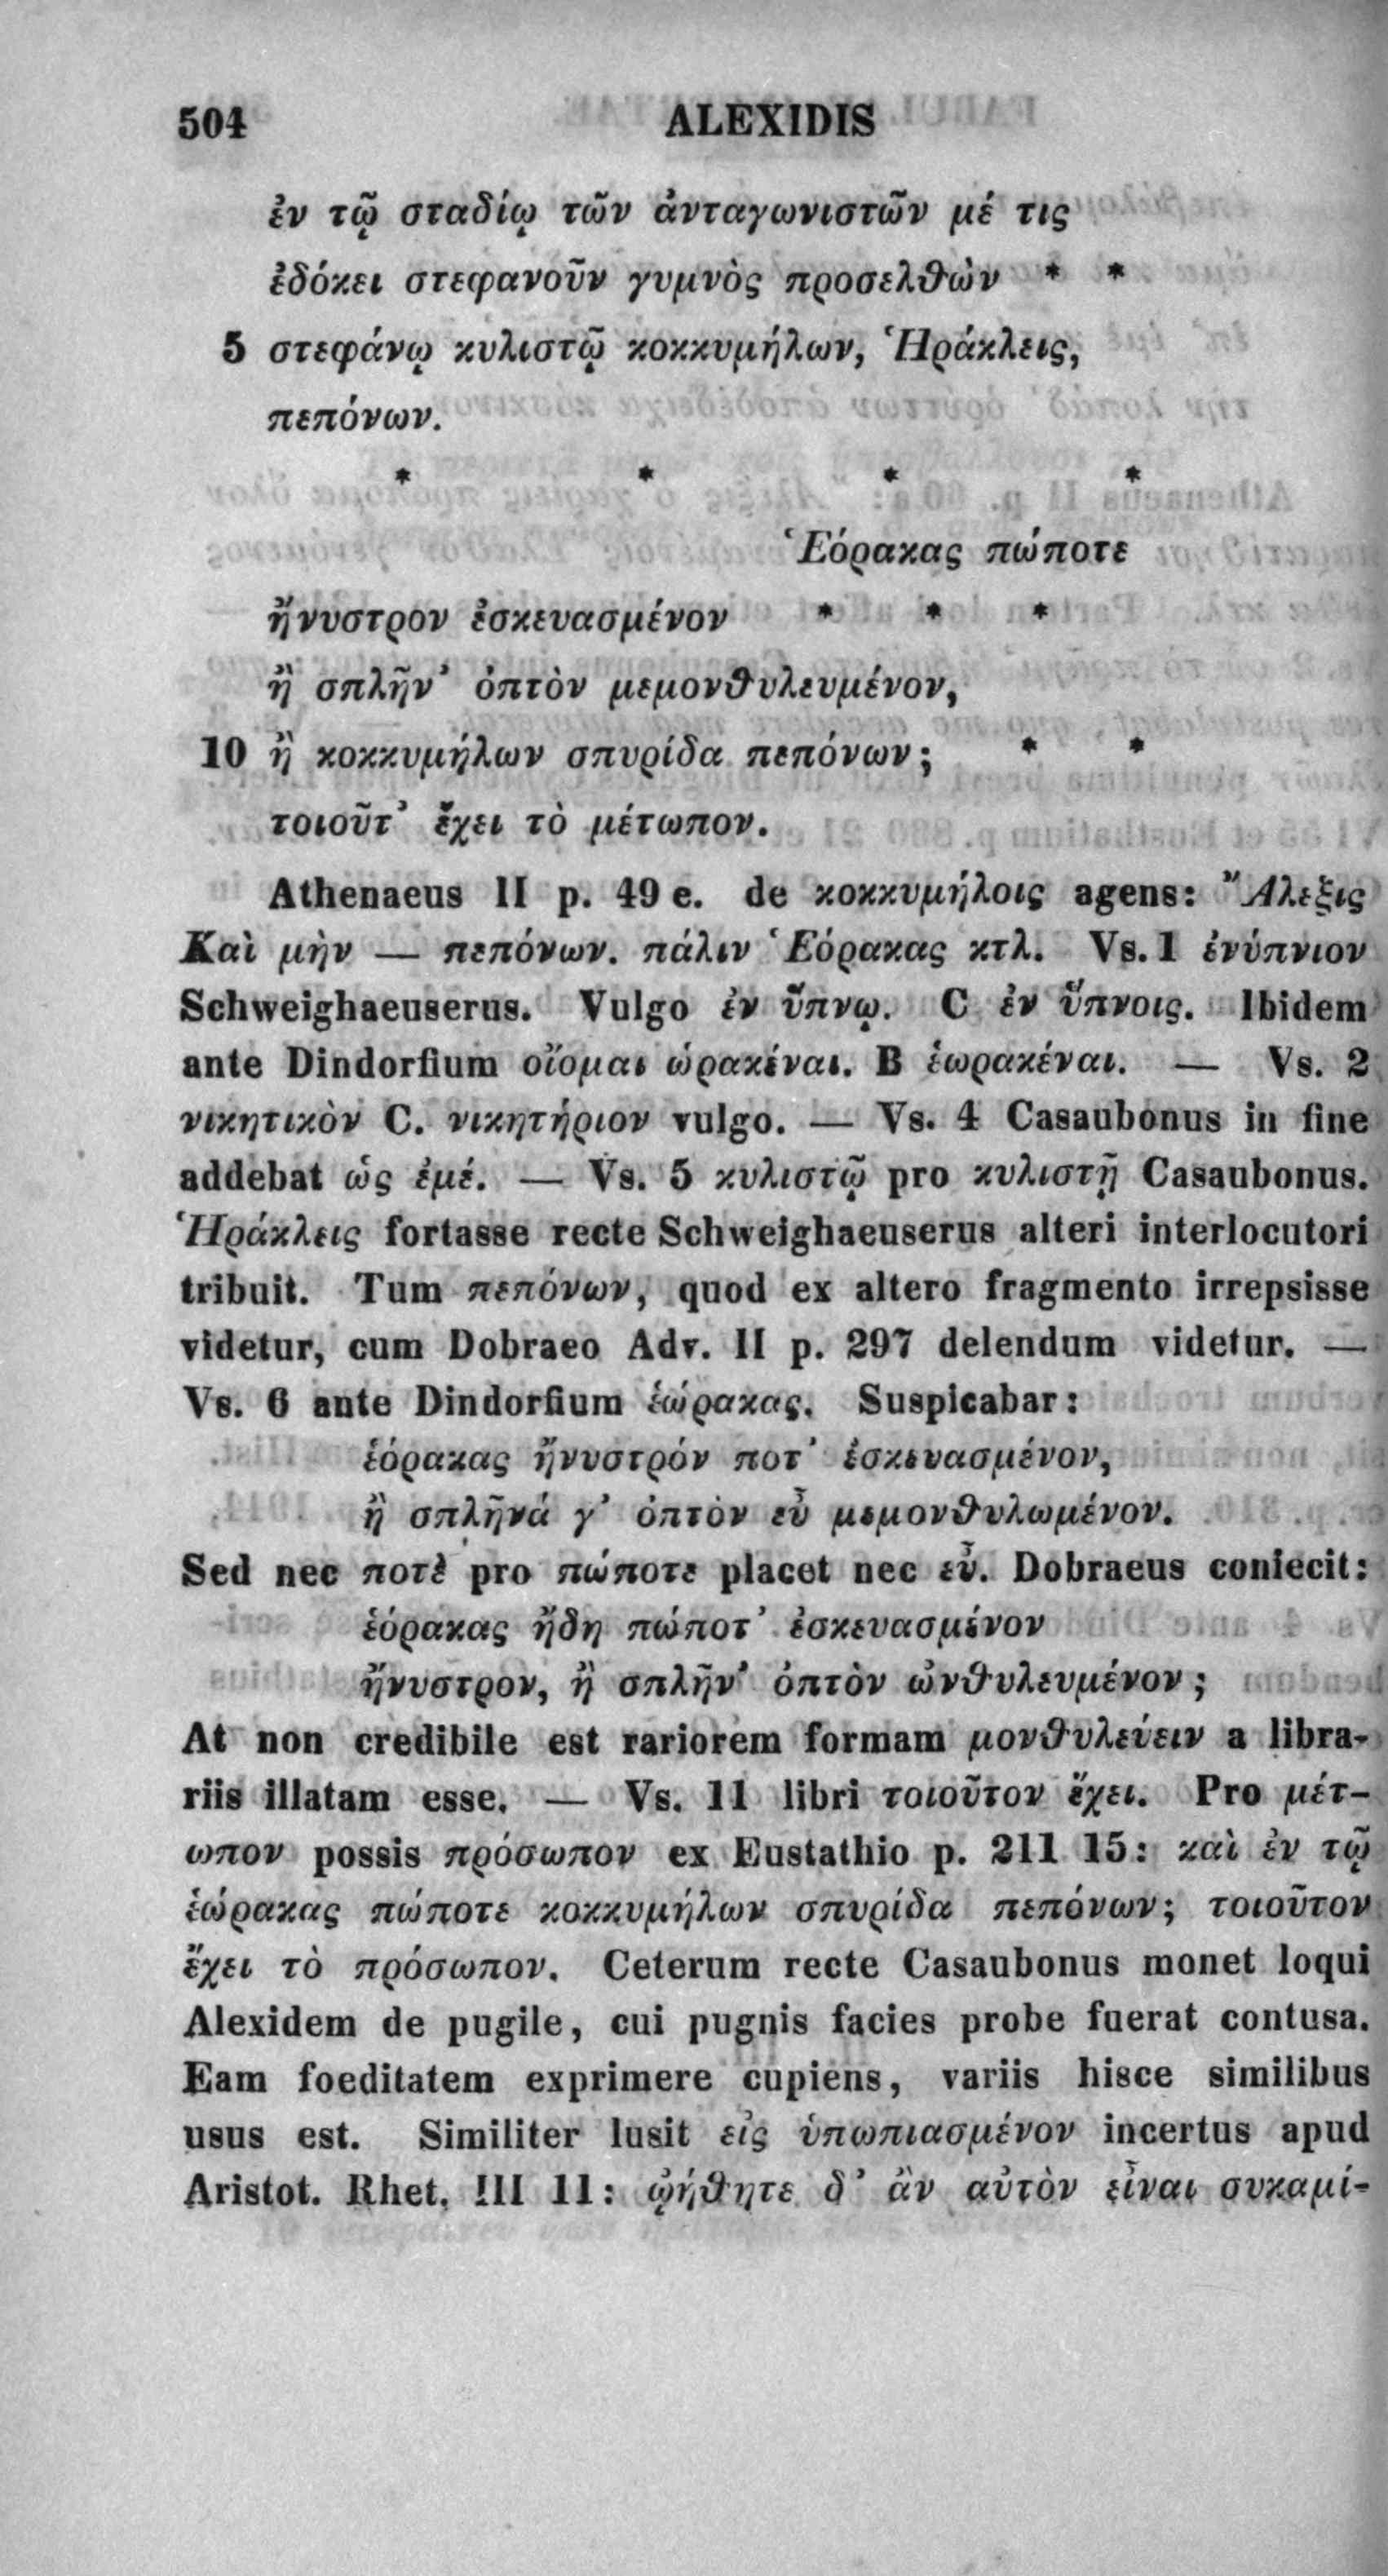 504 ALEXIDIS
ἐν τῷ σταδίῳ τῶν ἀνταγωνιστῶν μέ τις
ἐδόκει στεφανοῦν γυμνὸς προσελθὼν * *
5 στεφάνῳ κυλιστῷ κοκκυμήλων, Ἡράκλεις,
πεπόνων.
* * * *
Ἑόρακας πώποτε
ἤνυστρον ἐσκευασμένον * * *
ἢ σπλῆν’ ὀπτὸν μεμονθυλευμένον,
10 ἢ κοκκυμήλων σπυρίδα πεπόνων; * *
τοιοῦτ’ ἔχει τὸ μέτωπον.
Athenaeus II p. 49 e. de κοκκυμήλοις agens: Ἄλεξις
Καὶ μὴν — πεπόνων. πάλιν Ἑόρακας κτλ. Vs. 1 ἐνύπνιον
Schweighaeuserus. Vulgo ἐν ὕπνῳ. C ἐν ὕπνοις. Ibidem
ante Dindorfium οἴομαι ὡρακέναι. B ἑωρακέναι. — Vs. 2
νικητικὸν C. νικητήριον vulgo. — Vs. 4 Casaubonus in fine
addebat ὡς ἐμέ. — Vs. 5 κυλιστῷ pro κυλιστῇ Casaubonus.
Ἡράκλεις fortasse recte Schweighaeuserus alteri interlocutori
tribuit. Tum πεπόνων, quod ex altero fragmento irrepsisse
videtur, cum Dobraeo Adv. II p. 297 delendum videtur. —
Vs. 6 ante Dindorfium ἑώρακας. Suspicabar:
ἑόρακας ἤνυστρόν ποτ’ ἐσκευασμένον,
ἢ σπλῆνά γ’ ὀπτὸν εὖ μεμονθυλωμένον.
Sed nec ποτὲ pro πώποτε placet nec εὖ. Dobraeus coniecit:
ἑόρακας ἤδη πώποτ’ ἐσκευασμένον
ἤνυστρον, ἢ σπλῆν’ ὀπτὸν ὠνθυλευμένον;
At non credibile est rariorem formam μονθυλεύειν a libra-
riis illatam esse. — Vs. 11 libri τοιοῦτον ἔχει. Pro μέτ-
ωπον possis πρόσωπον ex Eustathio p. 211 15: καὶ ἐν τῷ
ἑώρακας πώποτε κοκκυμήλων σπυρίδα πεπόνων; τοιοῦτον
ἔχει τὸ πρόσωπον. Ceterum recte Casaubonus monet loqui
Alexidem de pugile, cui pugnis facies probe fuerat contusa.
Eam foeditatem exprimere cupiens, variis hisce similibus
usus est. Similiter lusit εἰς ὑπωπιασμένον incertus apud
Aristot. Rhet. III 11: ᾠήθητε δ’ ἂν αὐτὸν εἶναι συκαμί-